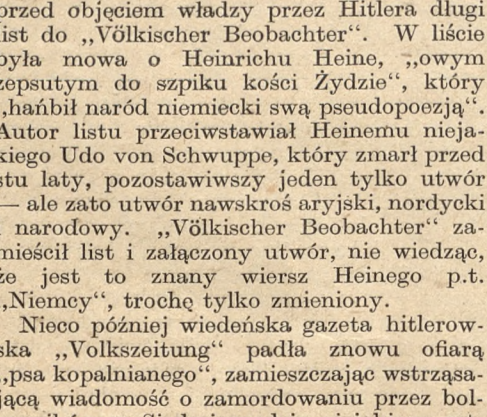 przed objęciem władzy przez Hitlera długi
list do „Völkischer Beobachter“. W liście
była mowa o Heinrichu Heine, „owym
zepsutym do szpiku kości Żydzie“, który
„hańbił naród niemiecki swą pseudopoezją“.
Autor listu przeciwstawiał Heinemu nieja-
kiego Udo von Schwuppe, który zmarł przed
stu laty, pozostawiwszy jeden tylko utwór
— ale zato utwór nawskroś aryjski, nordycki
i narodowy. „Völkischer Beobachter“ za-
mieścił list i załączony utwór, nie wiedząc,
że jest to znany wiersz Heinego p.t.
„Niemcy“, trochę tylko zmieniony.
Nieco później wiedeńska gazeta hitlerow-
ska „Volkszeitung“ padła znowu ofiarą
„psa kopalnianego“, zamieszczając wstrząsa-
jącą wiadomość o zamordowaniu przez bol-